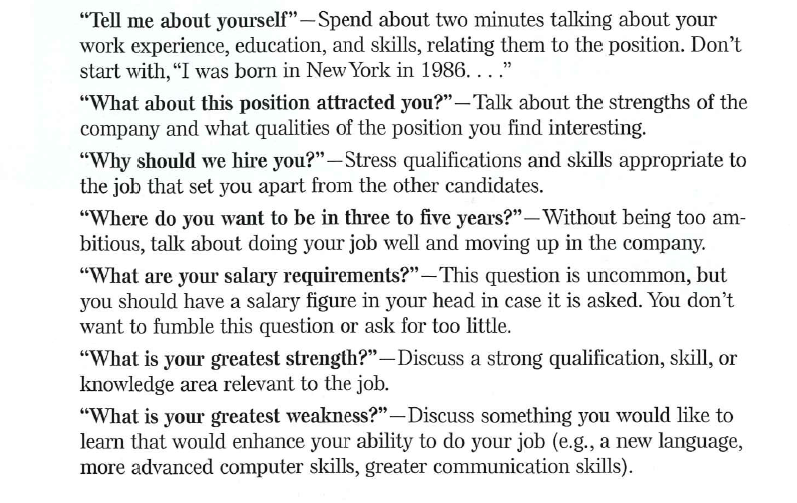 “Tell me about yourself”—Spend about two minutes talking about your
work experience, education, and skills, relating them to the position. Don’t
start with, “I was born in New York in 1986. . . .”
“What about this position attracted you?”—Talk about the strengths of the
company and what qualities of the position you find interesting.
“Why should we hire you?”—Stress qualifications and skills appropriate to
the job that set you apart from the other candidates.
“Where do you want to be in three to five years?”—Without being too am-
bitious, talk about doing your job well and moving up in the company.
“What are your salary requirements?”—This question is uncommon, but
you should have a salary figure in your head in case it is asked. You don’t
want to fumble this question or ask for too little.
“What is your greatest strength?”—Discuss a strong qualification, skill, or
knowledge area relevant to the job.
“What is your greatest weakness?”—Discuss something you would like to
learn that would enhance your ability to do your job (e.g., a new language,
more advanced computer skills, greater communication skills).